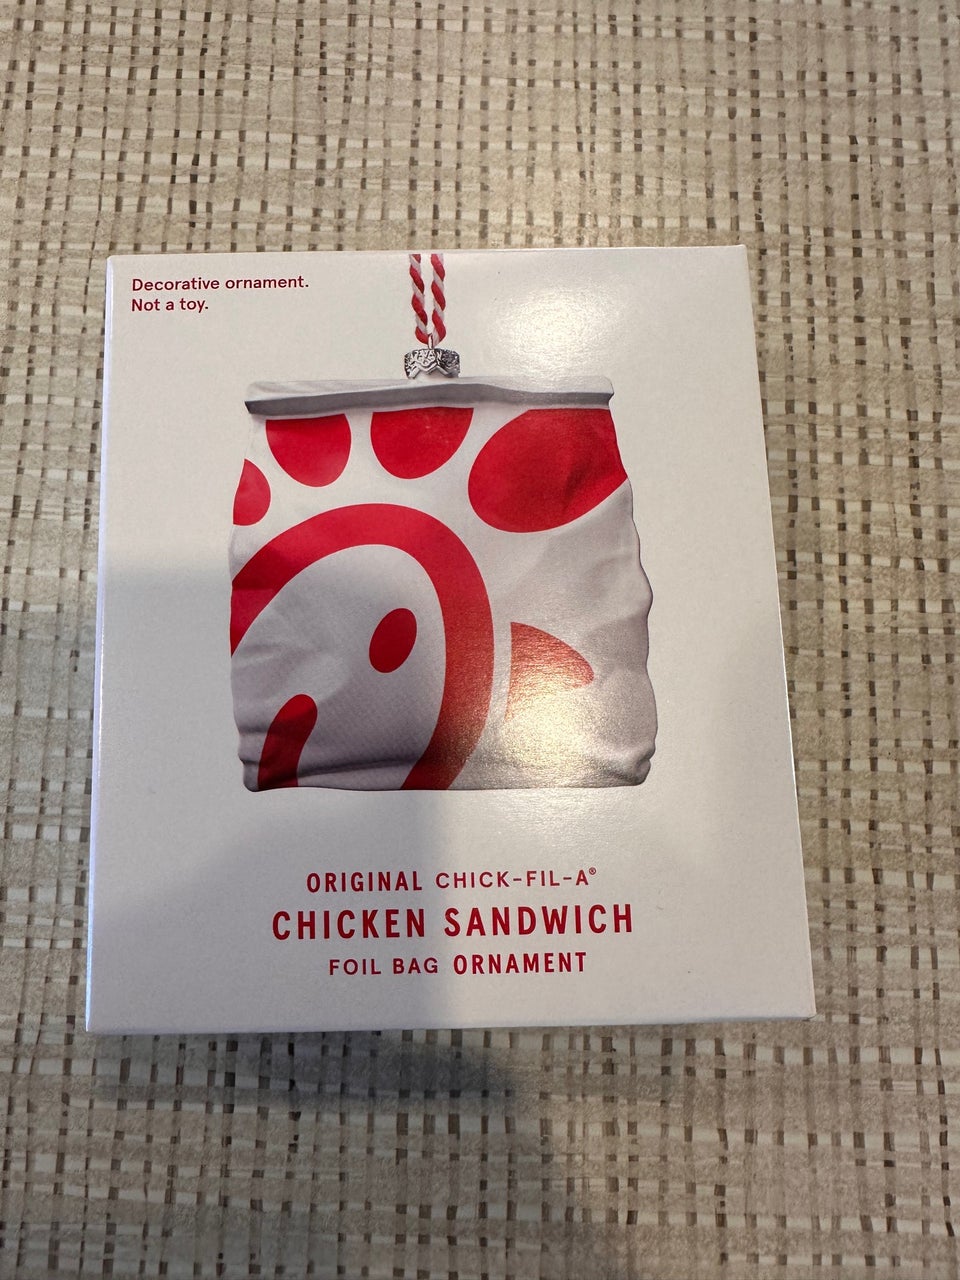 Decorative ornament.
Not a toy.
ORIGINAL CHICK-FIL-A®
CHICKEN SANDWICH
FOIL BAG ORNAMENT